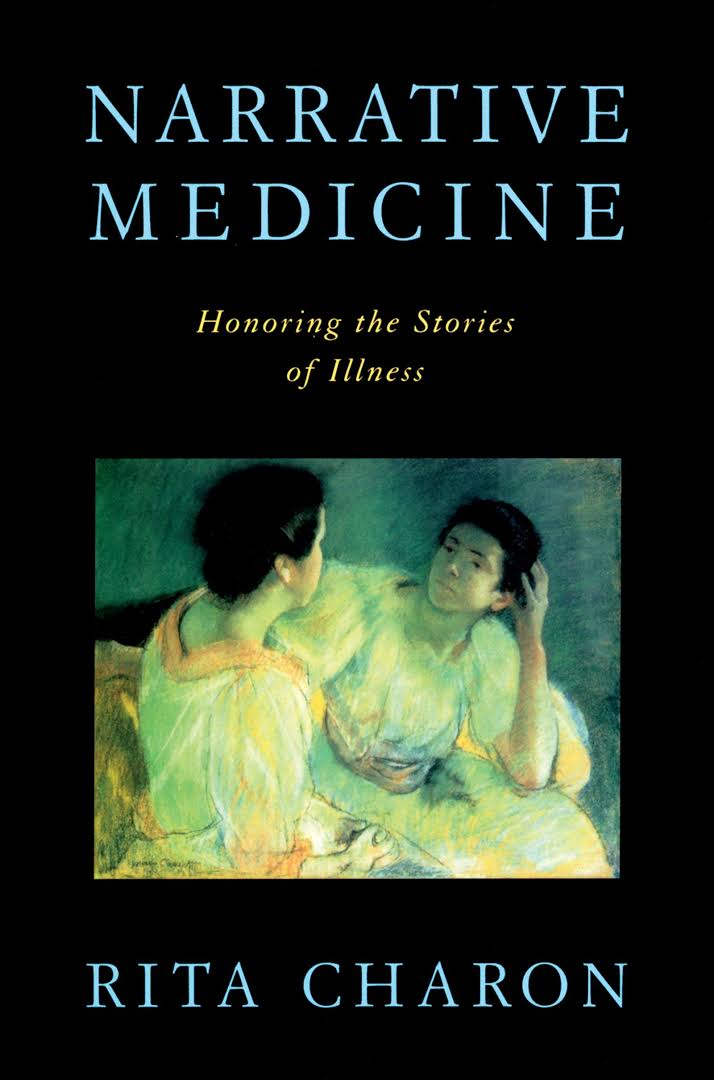 NARRATIVE
MEDICINE
Honoring the Stories
of Illness
RITA CHARON